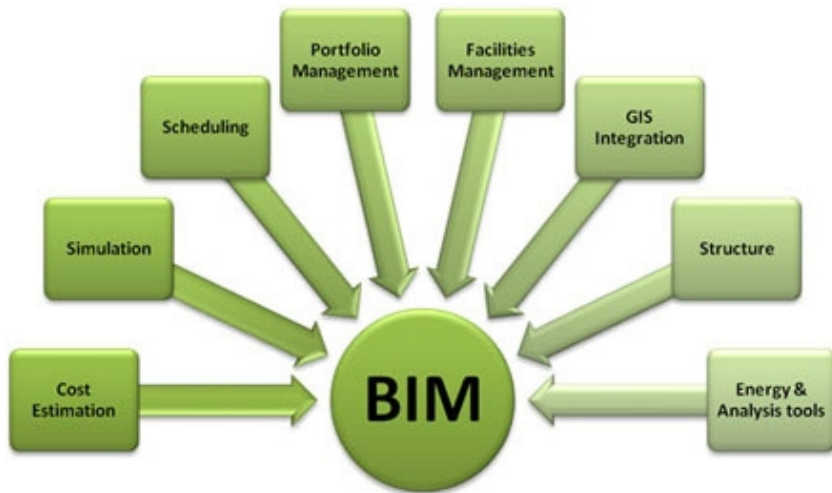 Portfolio
Management
Facilities
Management
Scheduling
GIS
Integration
Simulation
Structure
Cost
Estimation
BIM
Energy &
Analysis tools